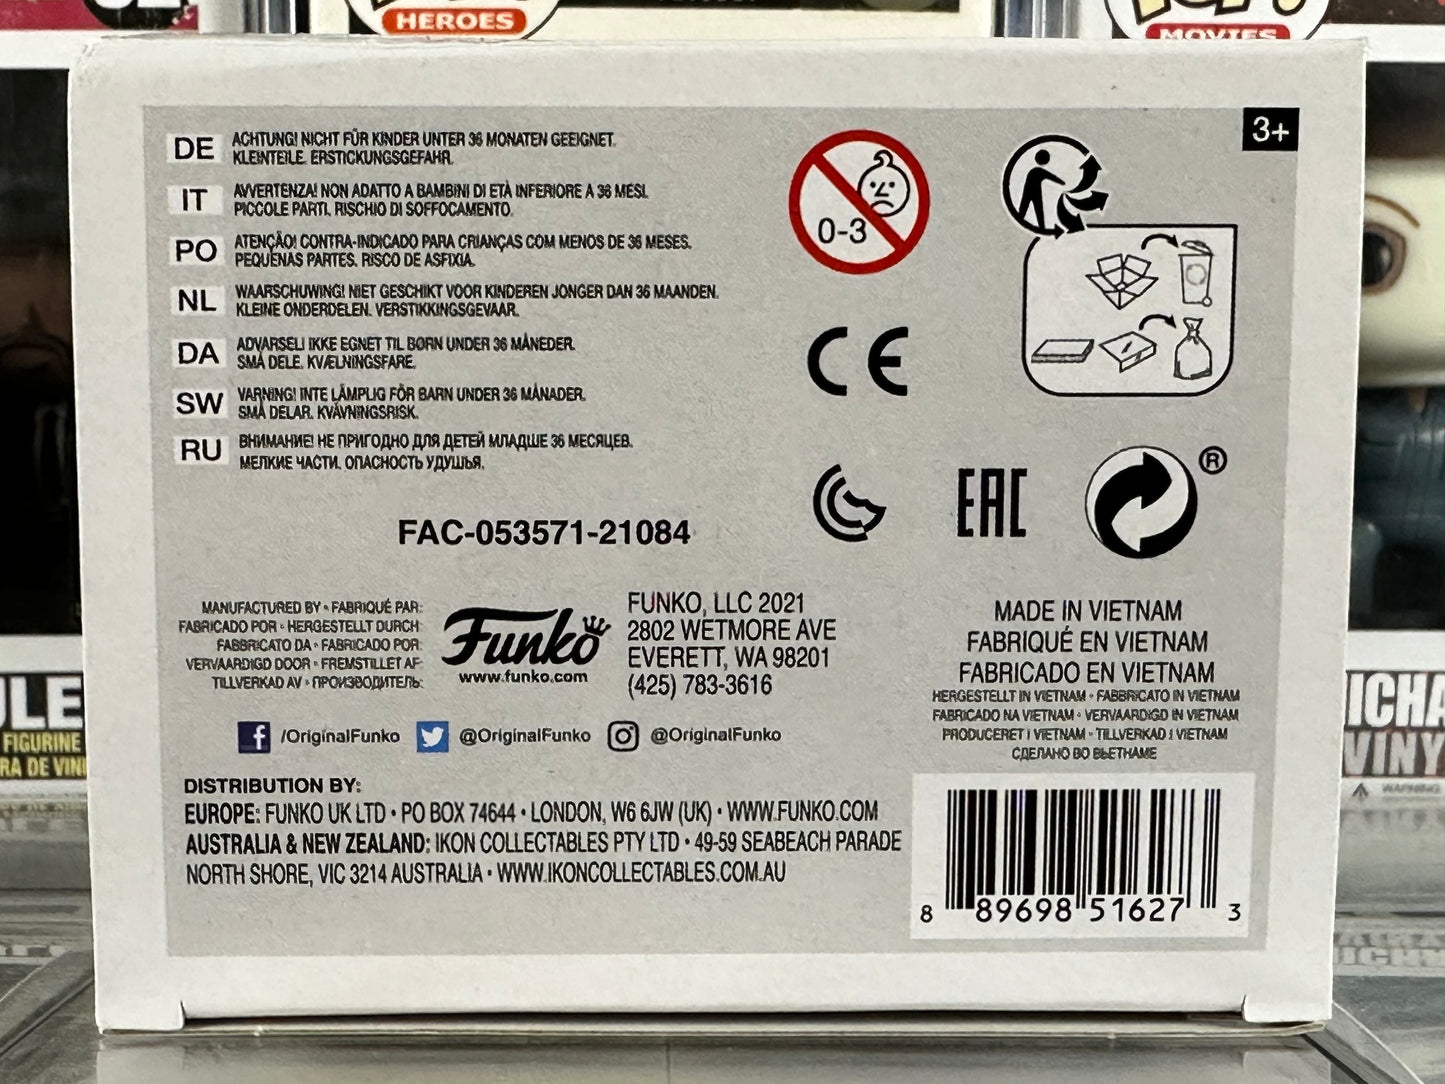 HEROES
MOVIES
3+
DE ACHTUNG! NICHT FÜR KINDER UNTER 36 MONATEN GEEIGNET.
KLEINTEILE. ERSTICKUNGSGEFAHR.
IT AVVERTENZA! NON ADATTO A BAMBINI DI ETÀ INFERIORE A 36 MESI.
PICCOLE PARTI. RISCHIO DI SOFFOCAMENTO.
PO ATENÇÃO! CONTRA-INDICADO PARA CRIANÇAS COM MENOS DE 36 MESES.
PEQUENAS PARTES. RISCO DE ASFIXIA.
NL WAARSCHUWING! NIET GESCHIKT VOOR KINDEREN JONGER DAN 36 MAANDEN.
KLEINE ONDERDELEN. VERSTIKKINGSGEVAAR.
DA ADVARSEL! IKKE EGNET TIL BØRN UNDER 36 MÅNEDER.
SMÅ DELE. KVÆLNINGSFARE.
SW VARNING! INTE LÄMPLIG FÖR BARN UNDER 36 MÅNADER.
SMÅ DELAR. KVÄVNINGSRISK.
RU ВНИМАНИЕ! НЕ ПРИГОДНО ДЛЯ ДЕТЕЙ МЛАДШЕ 36 МЕСЯЦЕВ.
МЕЛКИЕ ЧАСТИ. ОПАСНОСТЬ УДУШЬЯ.
0-3
CE
EAC
®
FAC-053571-21084
MANUFACTURED BY • FABRIQUÉ PAR:
FABRICADO POR • HERGESTELLT DURCH:
FABBRICATO DA • FABRICADO POR:
VERVAARDIGD DOOR • FREMSTILLET AF:
TILLVERKAD AV • ПРОИЗВОДИТЕЛЬ:
Funko
www.funko.com
FUNKO, LLC 2021
2802 WETMORE AVE
EVERETT, WA 98201
(425) 783-3616
MADE IN VIETNAM
FABRIQUÉ EN VIETNAM
FABRICADO EN VIETNAM
HERGESTELLT IN VIETNAM • FABBRICATO IN VIETNAM
FABRICADO NA VIETNAM • VERVAARDIGD IN VIETNAM
PRODUCERET I VIETNAM • TILLVERKAD I VIETNAM
СДЕЛАНО ВО ВЬЕТНАМЕ
/OriginalFunko @OriginalFunko @OriginalFunko
DISTRIBUTION BY:
EUROPE: FUNKO UK LTD • PO BOX 74644 • LONDON, W6 6JW (UK) • WWW.FUNKO.COM
AUSTRALIA & NEW ZEALAND: IKON COLLECTABLES PTY LTD • 49-59 SEABEACH PARADE
NORTH SHORE, VIC 3214 AUSTRALIA • WWW.IKONCOLLECTABLES.COM.AU
8 89698 51627 3
FIGURINE
RA DE VINI
ICHA
VINY
WARNING